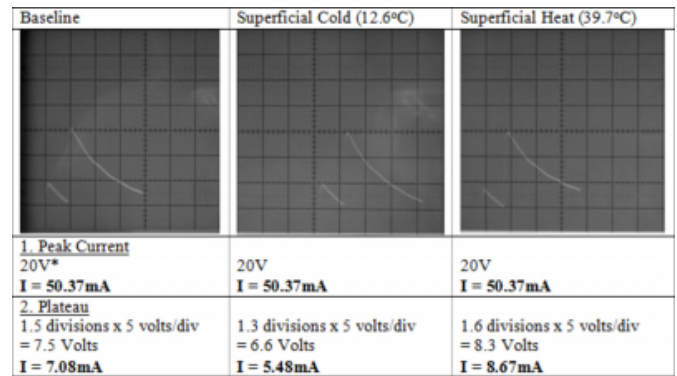 Baseline
Superficial Cold (12.6ºC)
Superficial Heat (39.7ºC)
1. Peak Current
20V*
I = 50.37mA
20V
I = 50.37mA
20V
I = 50.37mA
2. Plateau
1.5 divisions x 5 volts/div
= 7.5 Volts
I = 7.08mA
1.3 divisions x 5 volts/div
= 6.6 Volts
I = 5.48mA
1.6 divisions x 5 volts/div
= 8.3 Volts
I = 8.67mA